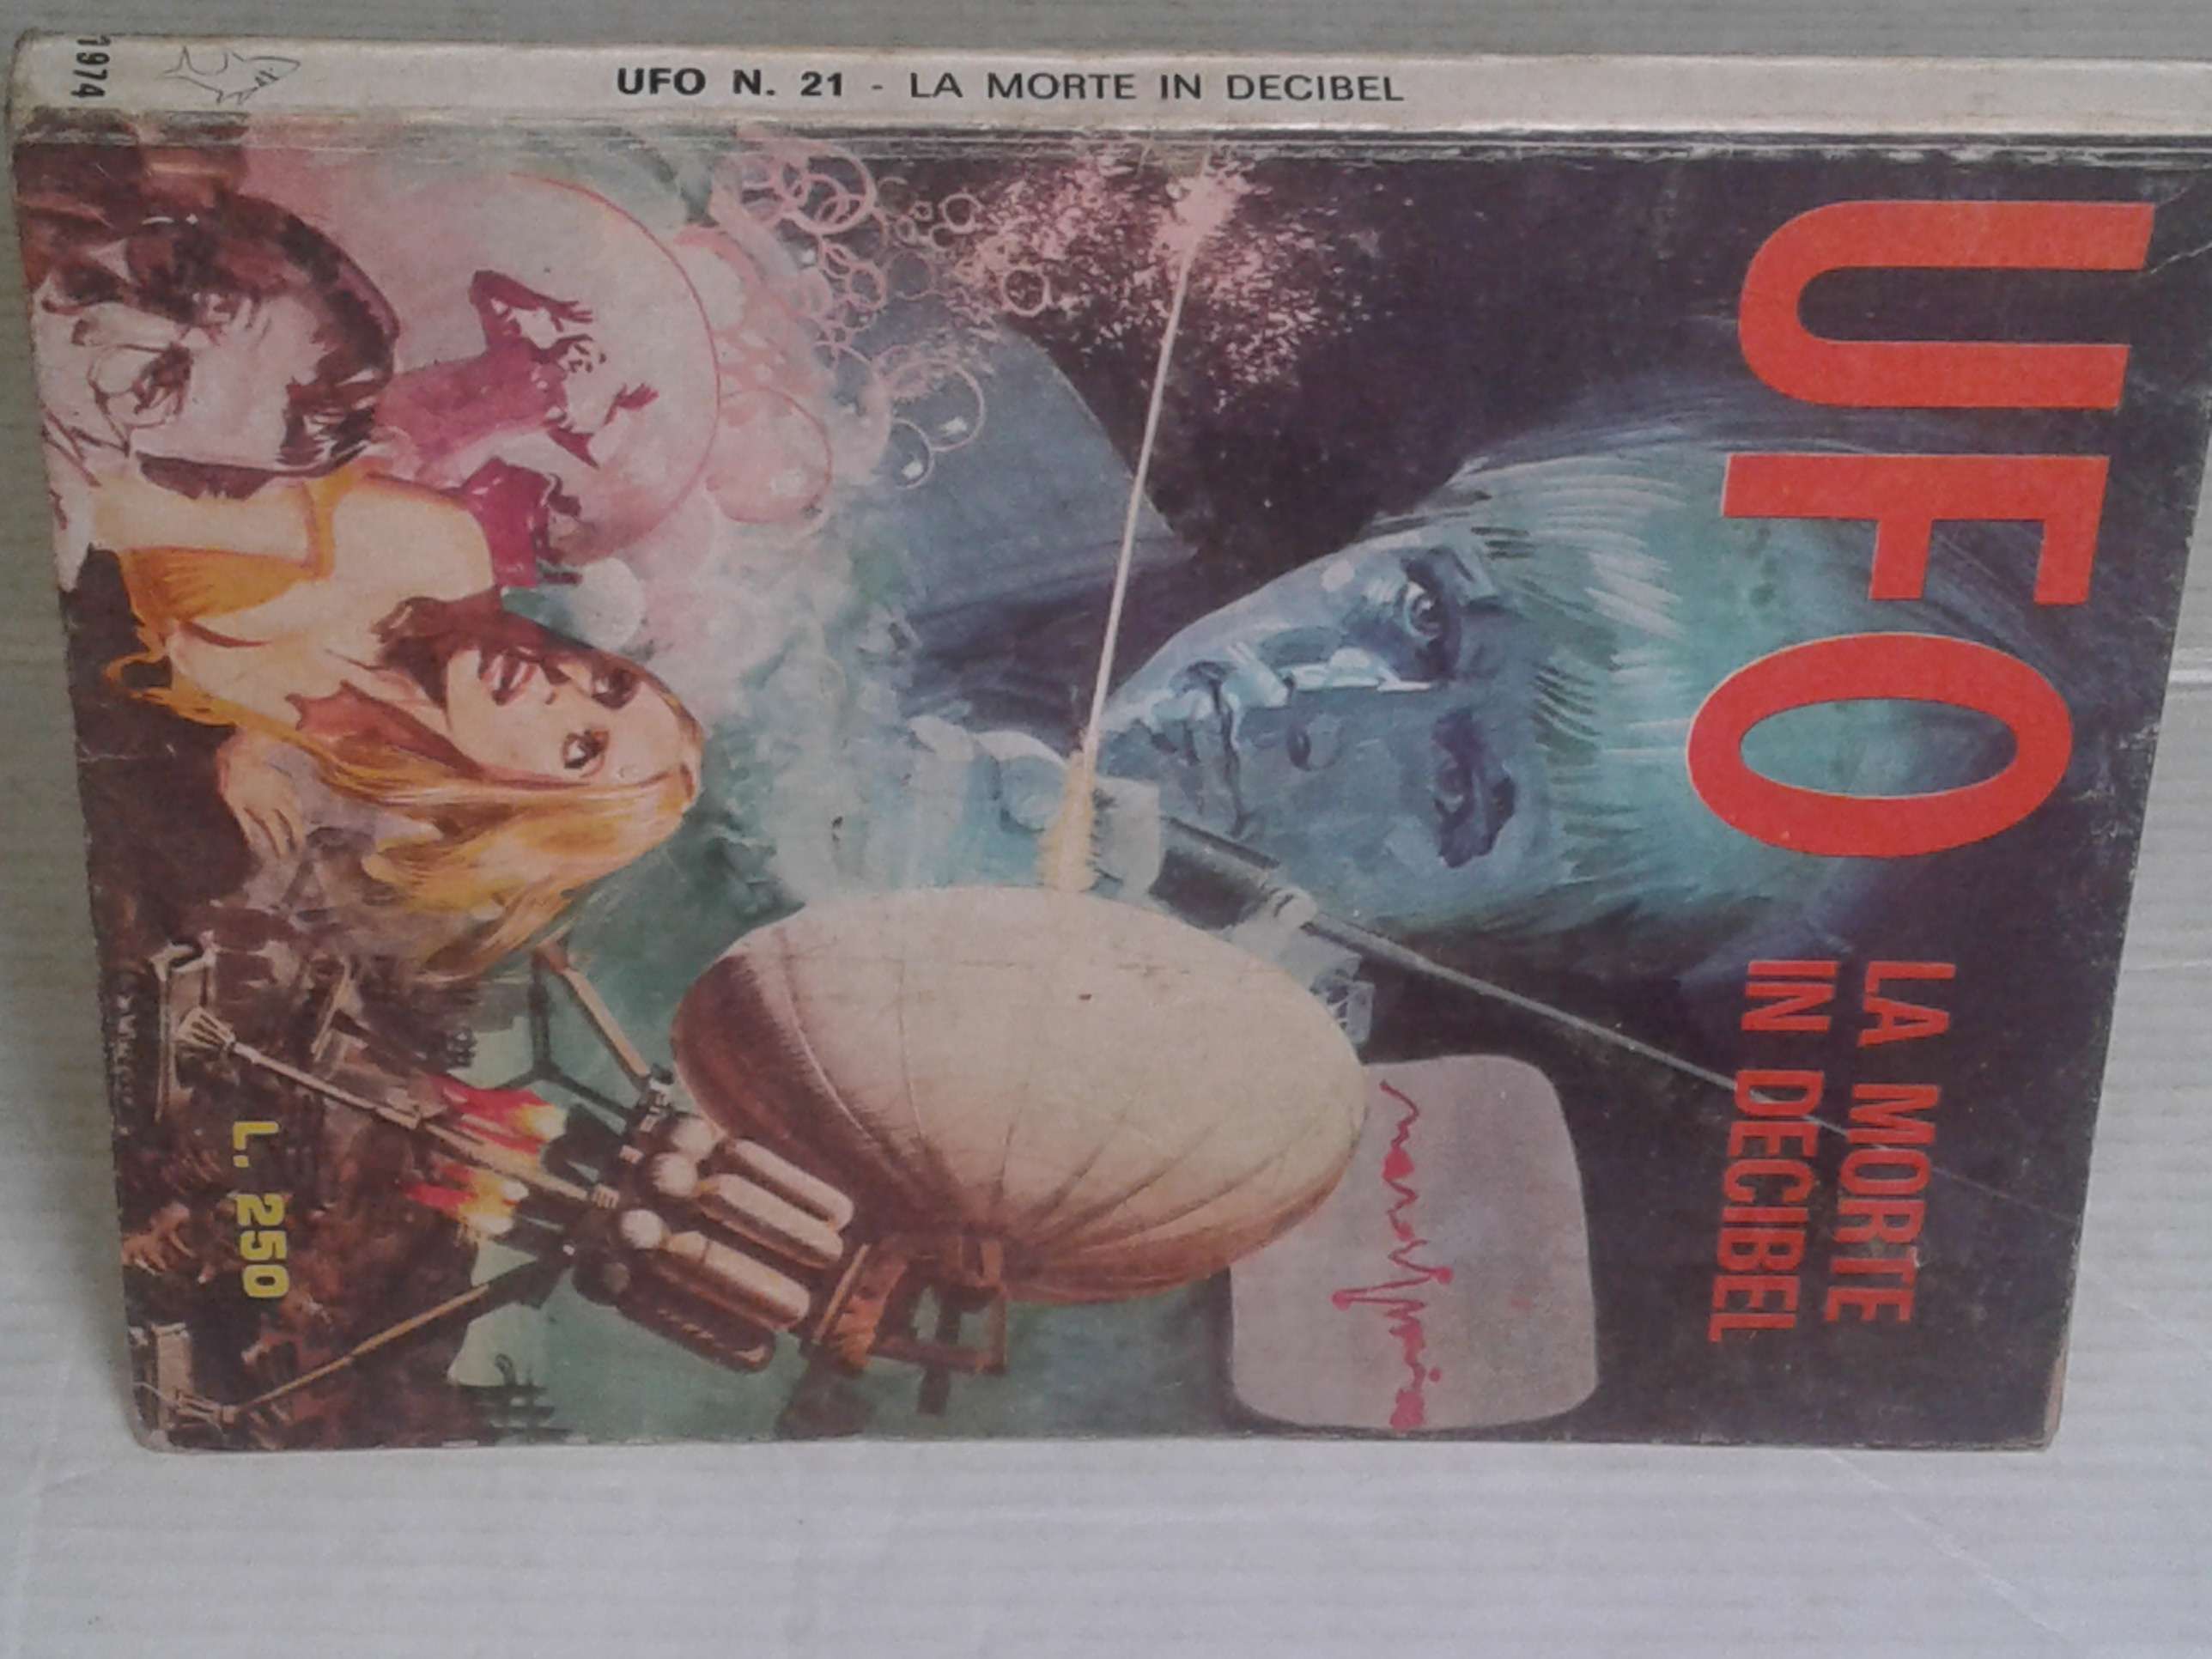 1974
UFO N. 21 - LA MORTE IN DECIBEL
UFO
LA MORTE
IN DECIBEL
L. 250